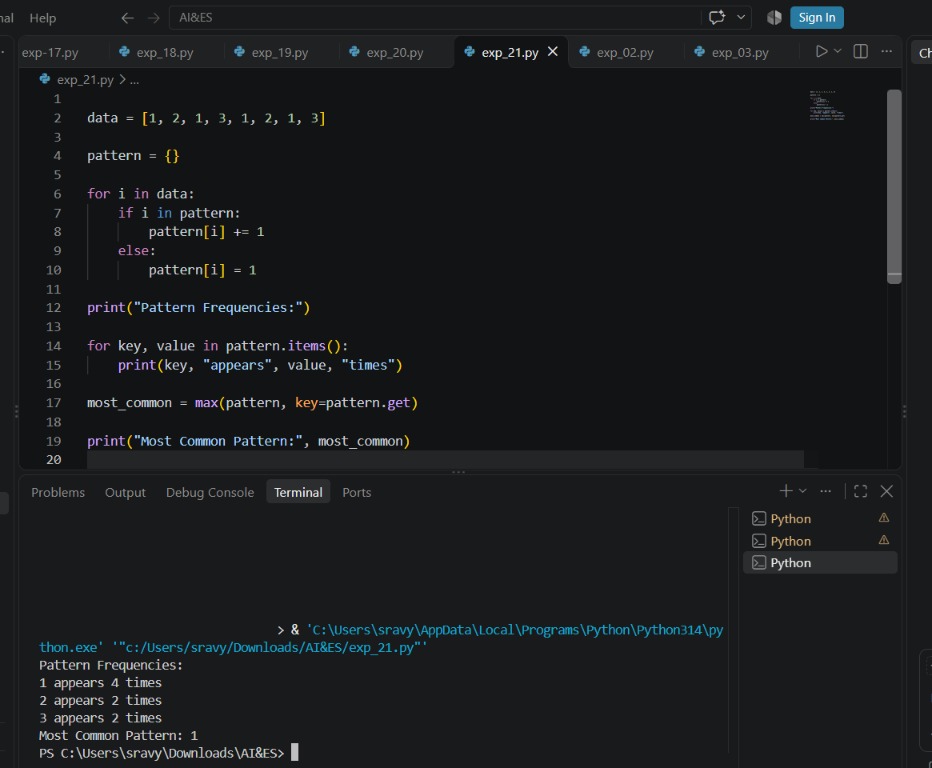 Help
AI&ES
Sign In
exp-17.py
exp_18.py
exp_19.py
exp_20.py
exp_21.py
exp_02.py
exp_03.py
exp_21.py > ...
1
2 data = [1, 2, 1, 3, 1, 2, 1, 3]
3
4 pattern = {}
5
6 for i in data:
7 if i in pattern:
8 pattern[i] += 1
9 else:
10 pattern[i] = 1
11
12 print("Pattern Frequencies:")
13
14 for key, value in pattern.items():
15 print(key, "appears", value, "times")
16
17 most_common = max(pattern, key=pattern.get)
18
19 print("Most Common Pattern:", most_common)
20
Problems
Output
Debug Console
Terminal
Ports
Python
Python
Python
> & 'C:\Users\sravy\AppData\Local\Programs\Python\Python314\py
thon.exe' '"c:/Users/sravy/Downloads/AI&ES/exp_21.py"'
Pattern Frequencies:
1 appears 4 times
2 appears 2 times
3 appears 2 times
Most Common Pattern: 1
PS C:\Users\sravy\Downloads\AI&ES>